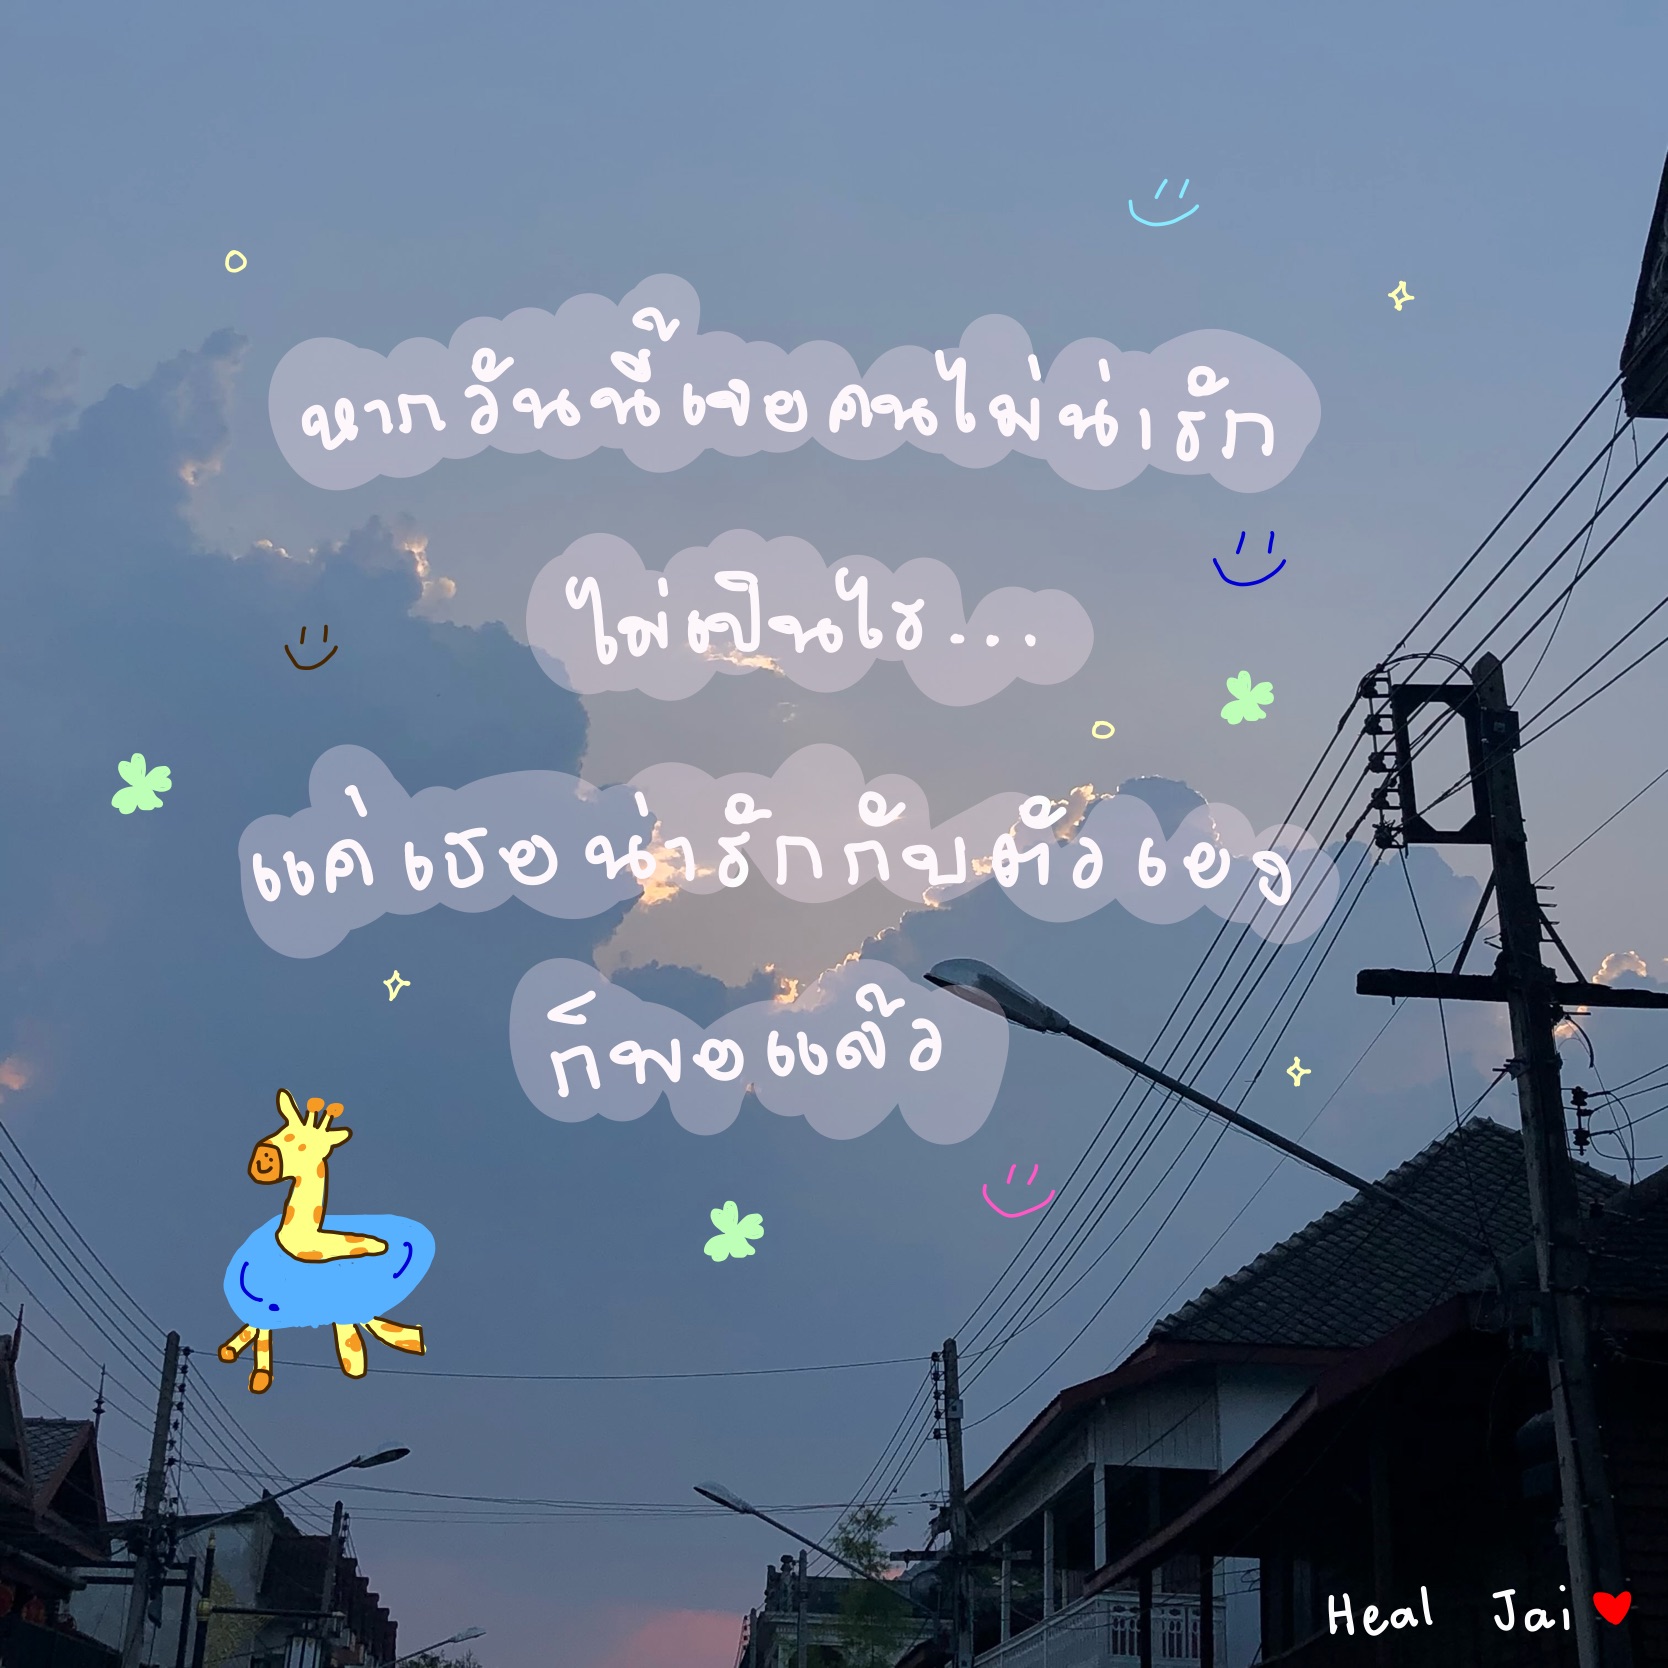 หากวันนี้เจอคนไม่น่ารัก
ไม่เป็นไร...
แค่เธอน่ารักกับตัวเอง
ก็พอแล้ว
Heal Jai